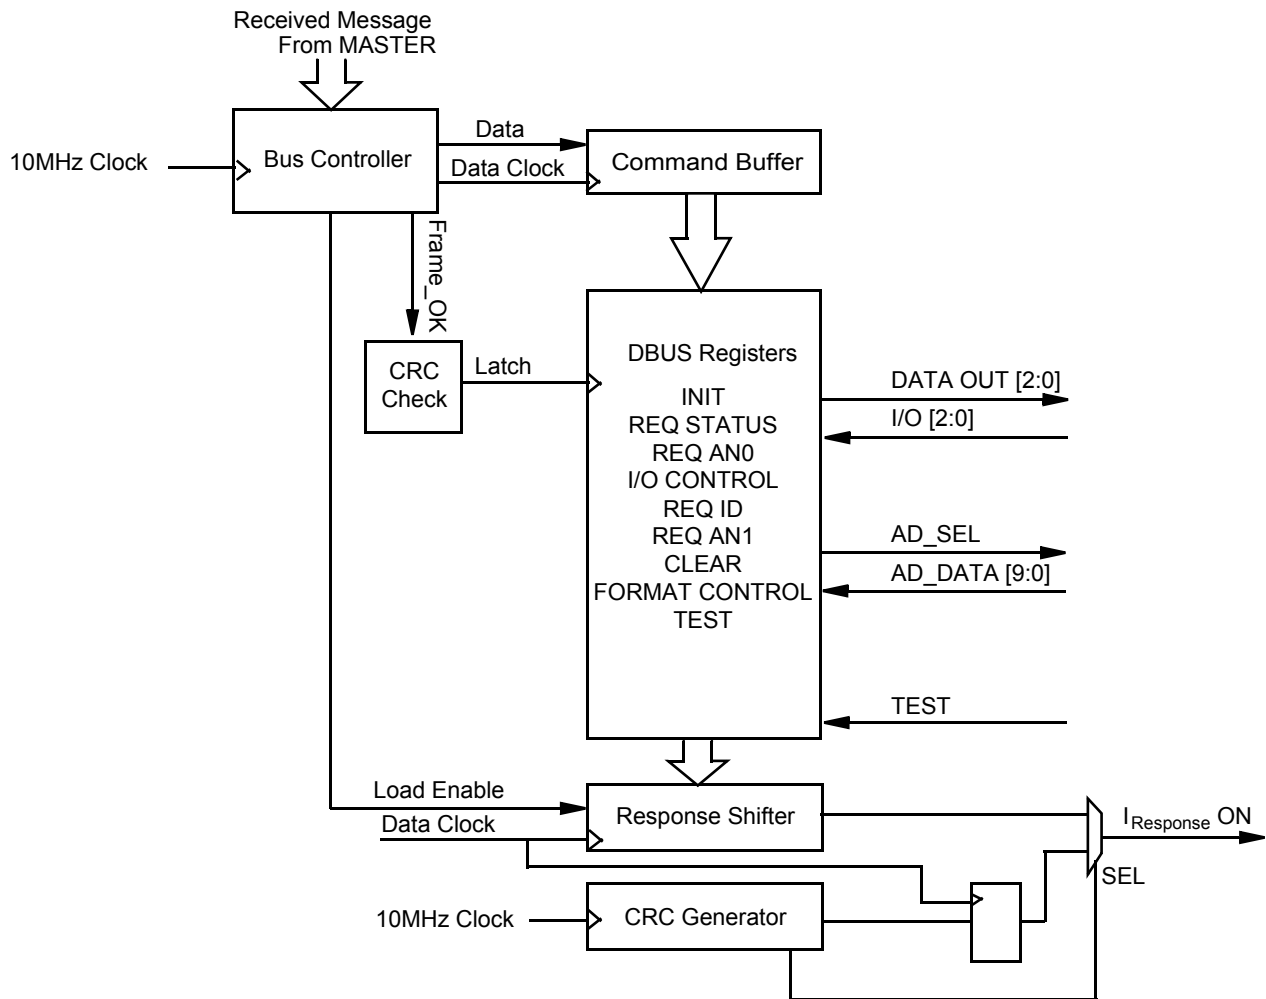 Received Message
From MASTER
10MHz Clock
Bus Controller
Data
Data Clock
Command Buffer
Frame_OK
CRC
Check
Latch
DBUS Registers
INIT
REQ STATUS
REQ AN0
I/O CONTROL
REQ ID
REQ AN1
CLEAR
FORMAT CONTROL
TEST
DATA OUT [2:0]
I/O [2:0]
AD_SEL
AD_DATA [9:0]
TEST
Load Enable
Data Clock
Response Shifter
IResponse ON
SEL
10MHz Clock
CRC Generator